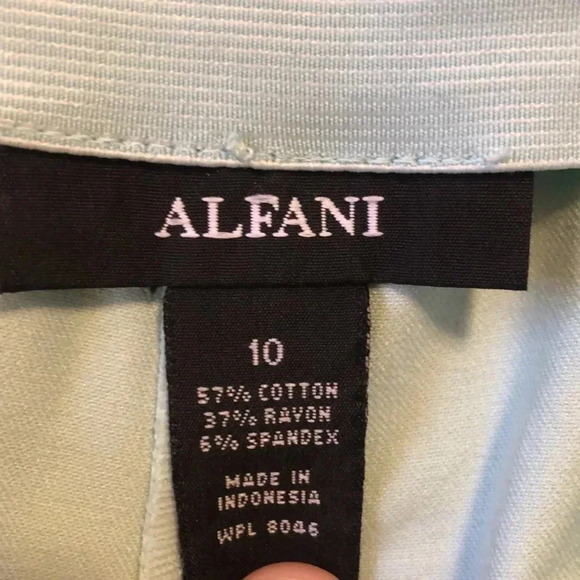 ALFANI
10
57% COTTON
37% RAYON
6% SPANDEX
MADE IN
INDONESIA
WPL 8046